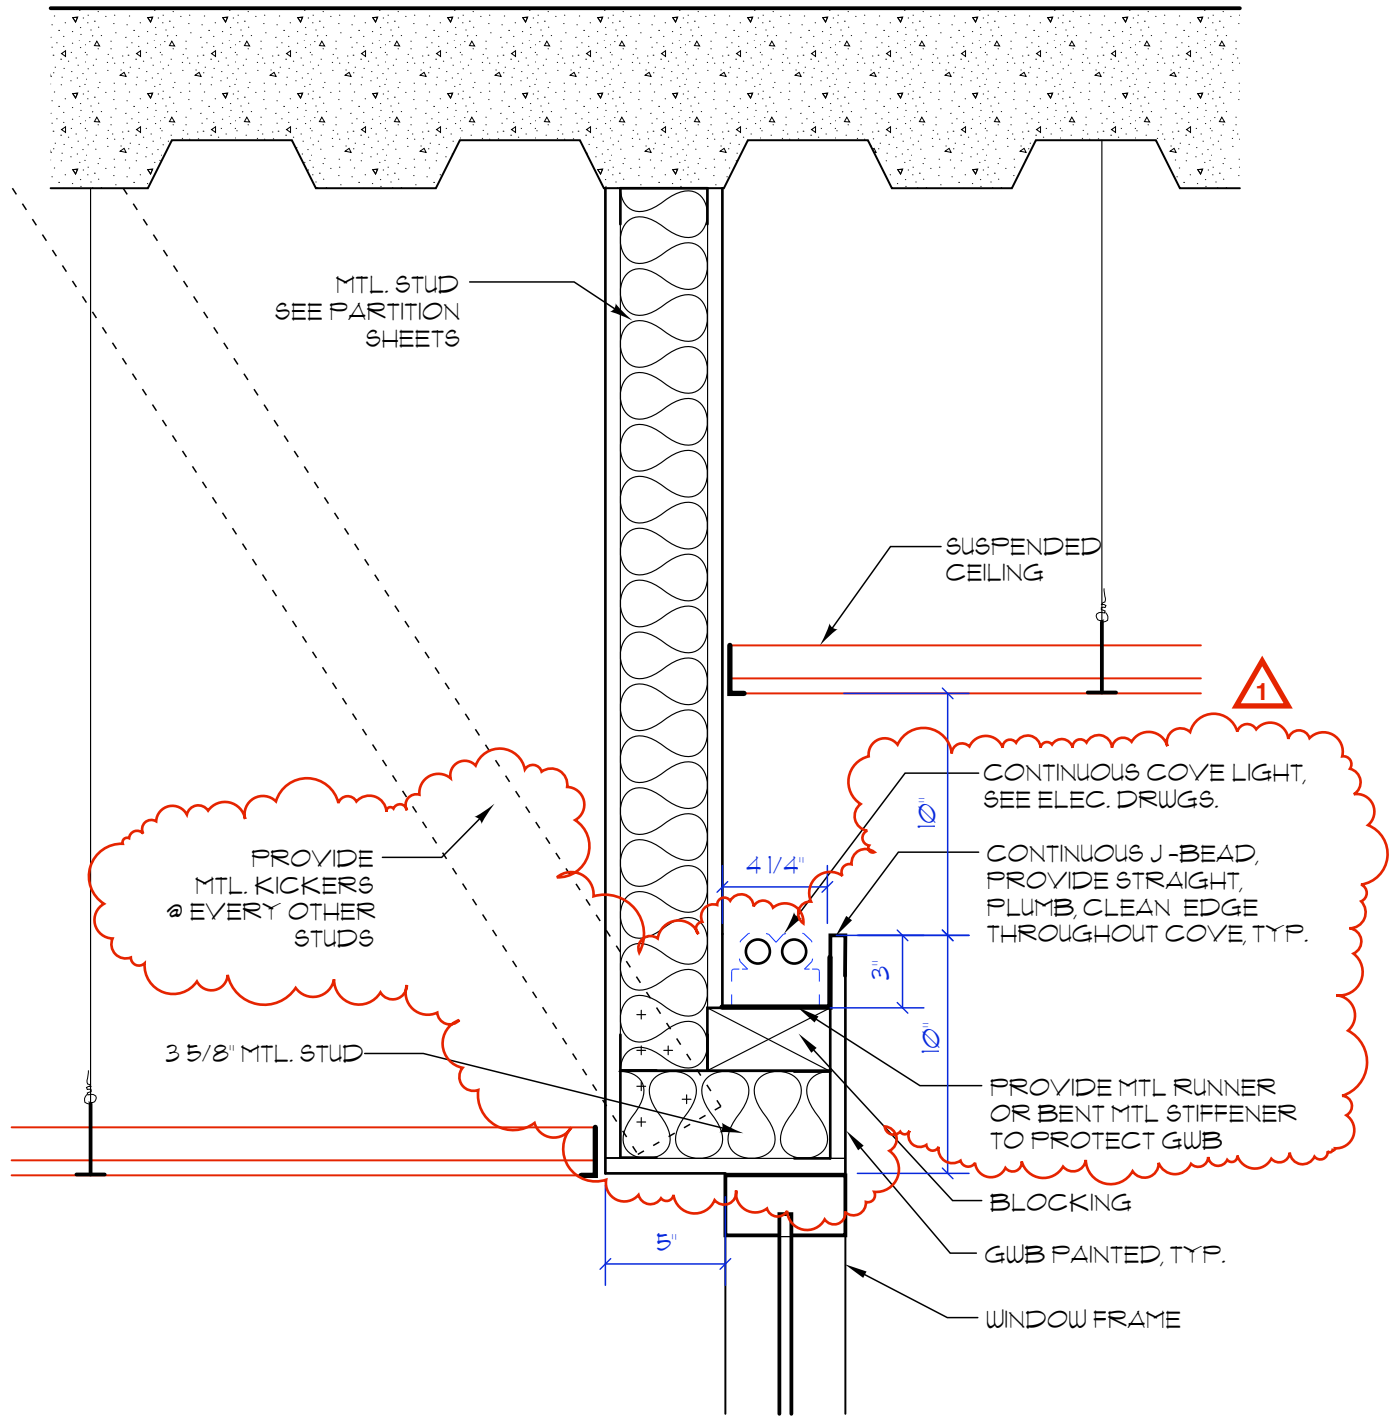 MTL. STUD
SEE PARTITION
SHEETS
SUSPENDED
CEILING
1
CONTINUOUS COVE LIGHT,
SEE ELEC. DRWGS.
10"
4 1/4"
CONTINUOUS J-BEAD,
PROVIDE STRAIGHT,
PLUMB, CLEAN EDGE
THROUGHOUT COVE, TYP.
PROVIDE
MTL. KICKERS
@ EVERY OTHER
STUDS
3"
10"
3 5/8" MTL. STUD
PROVIDE MTL RUNNER
OR BENT MTL STIFFENER
TO PROTECT GWB
BLOCKING
5"
GWB PAINTED, TYP.
WINDOW FRAME